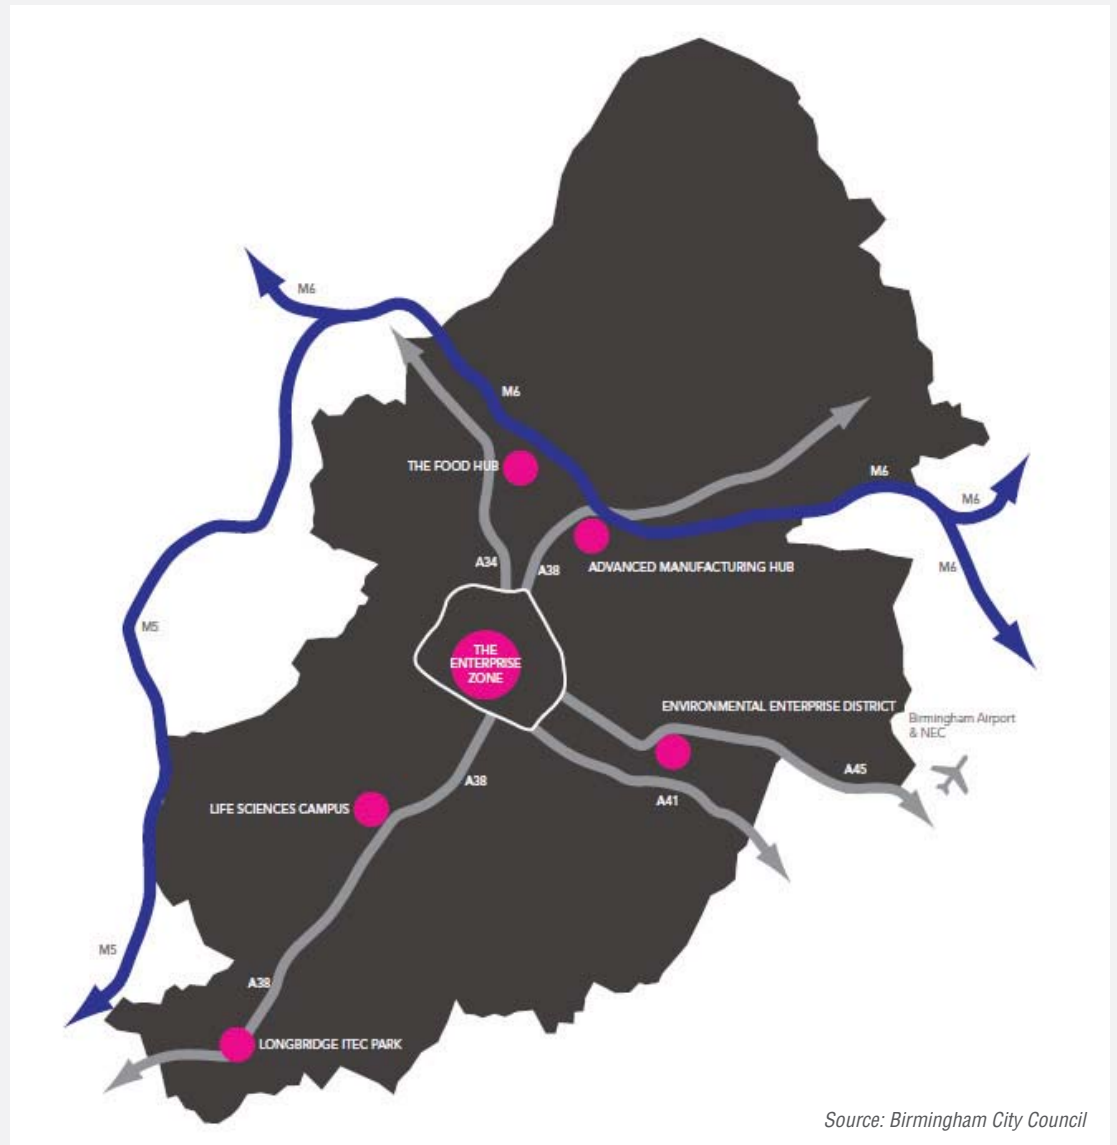 M6
M6
THE FOOD HUB
M6
M6
A34
A38
ADVANCED MANUFACTURING HUB
M6
M5
THE
ENTERPRISE
ZONE
ENVIRONMENTAL ENTERPRISE DISTRICT
Birmingham Airport
& NEC
A45
A38
A41
LIFE SCIENCES CAMPUS
M5
A38
LONGBRIDGE ITEC PARK
Source: Birmingham City Council